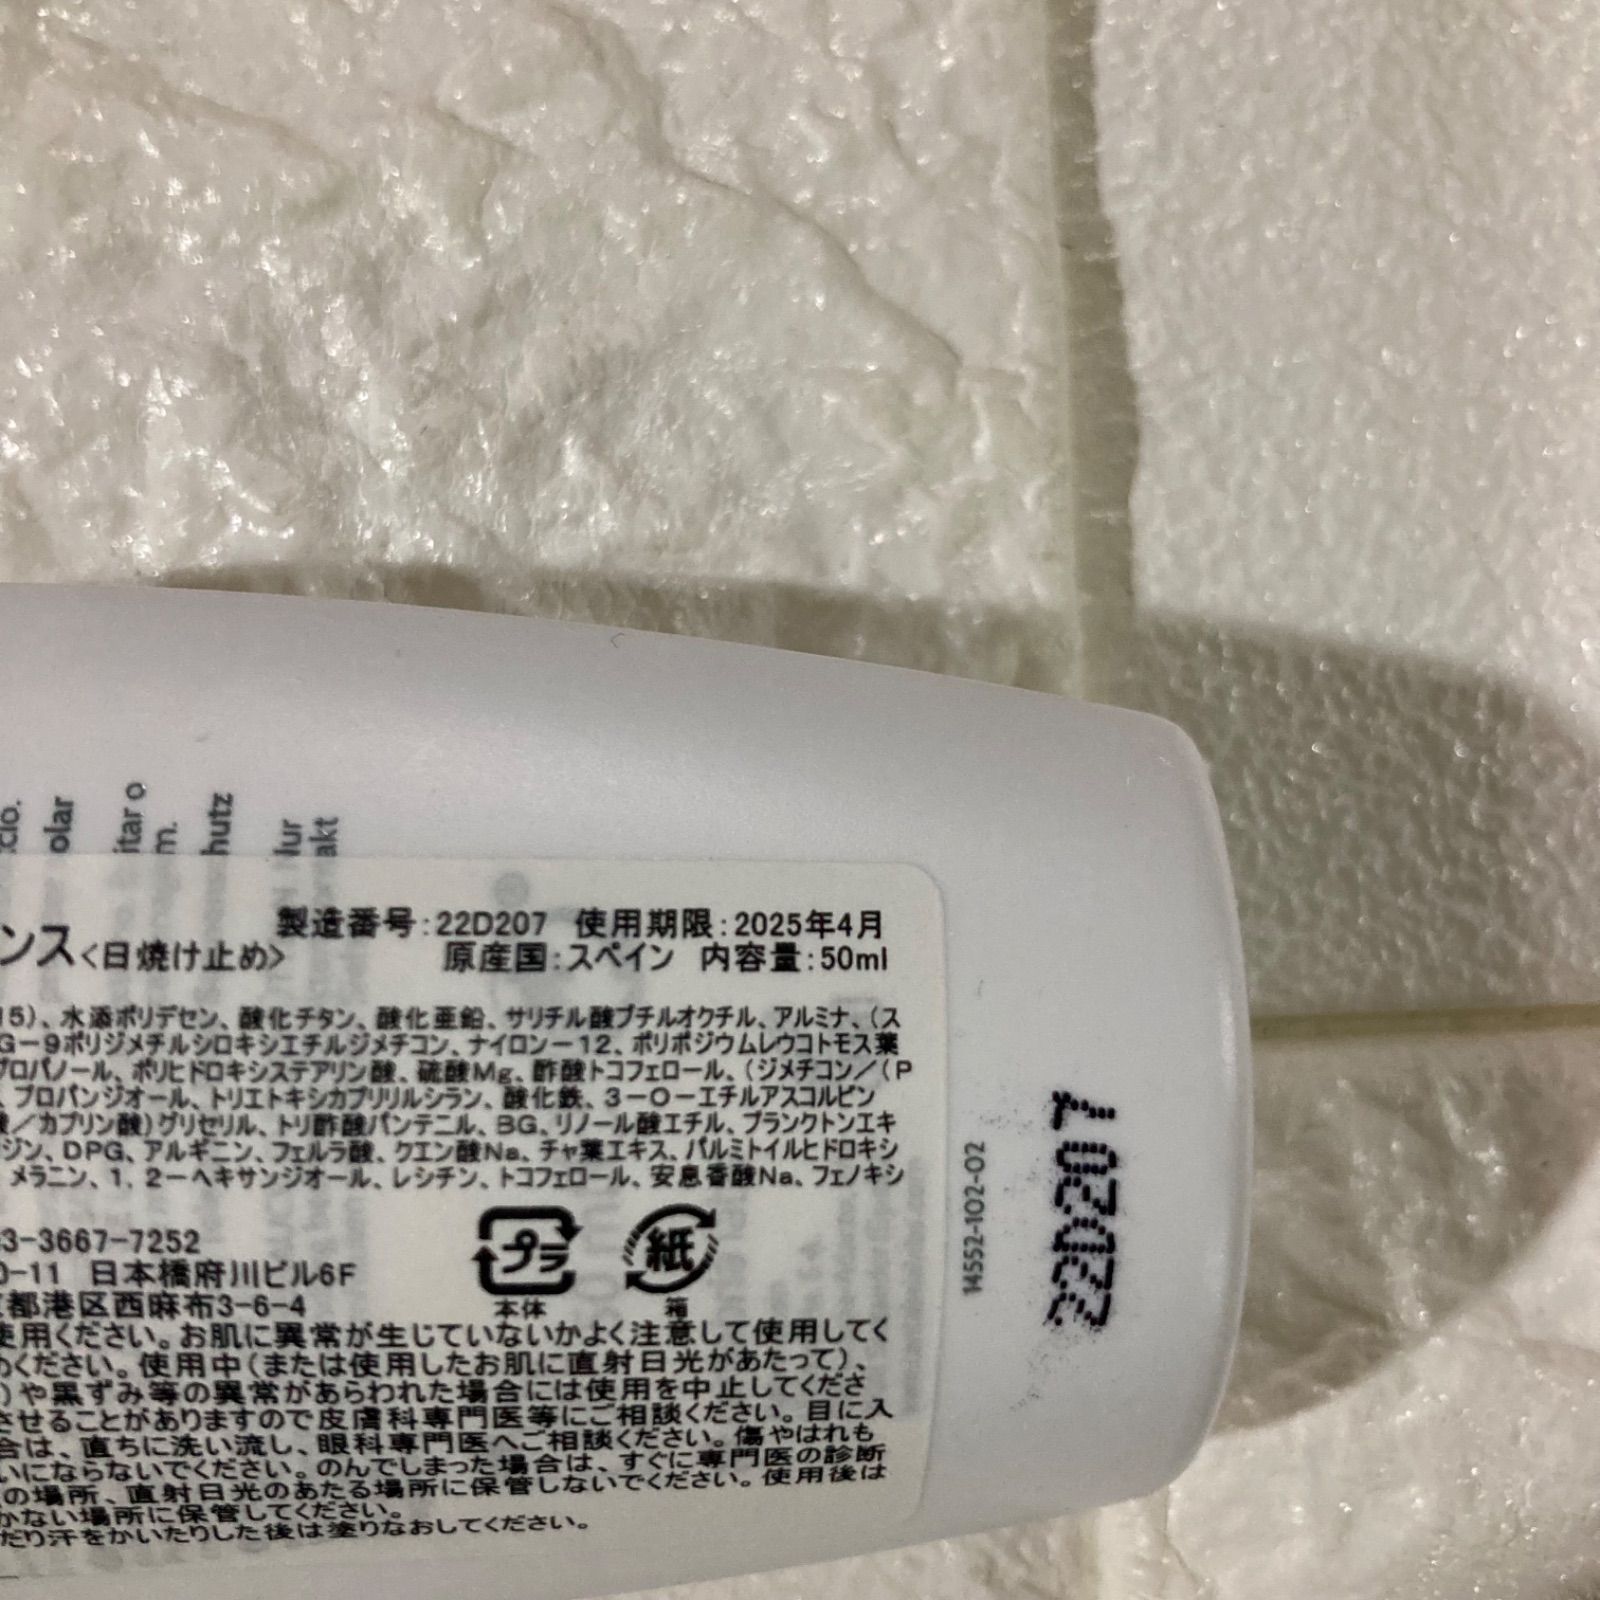 olar
hutz
akt
製造番号：22D207 使用期限：2025年4月
ンス＜日焼け止め＞
原産国：スペイン 内容量：50ml
15）、水添ポリデセン、酸化チタン、酸化亜鉛、サリチル酸ブチルオクチル、アルミナ、（ス
G－9ポリジメチルシロキシエチルジメチコン、ナイロン－12、ポリポジウムレウコトモス葉
プロパノール、ポリヒドロキシステアリン酸、硫酸Mg、酢酸トコフェロール、（ジメチコン／（P
、プロパンジオール、トリエトキシカプリリルシラン、酸化鉄、3－O－エチルアスコルビン
酸／カプリン酸）グリセリル、トリ酢酸パンテニル、BG、リノール酸エチル、プランクトンエキ
ジン、DPG、アルギニン、フェルラ酸、クエン酸Na、チャ葉エキス、パルミトイルヒドロキシ
メラニン、1，2－ヘキサンジオール、レシチン、トコフェロール、安息香酸Na、フェノキシ
3-3667-7252
0-11 日本橋府川ビル6F
都港区西麻布3-6-4
プラ
本体
紙
箱
使用ください。お肌に異常が生じていないかよく注意して使用してく
めください。使用中（または使用したお肌に直射日光があたって）、
）や黒ずみ等の異常があらわれた場合には使用を中止してくださ
させることがありますので皮膚科専門医等にご相談ください。目に入
合は、直ちに洗い流し、眼科専門医へご相談ください。傷やはれも
いにならないでください。のんでしまった場合は、すぐに専門医の診断
の場所、直射日光のあたる場所に保管しないでください。使用後は
かない場所に保管してください。
だり汗をかいたりした後は塗りなおしてください。
14552-102-02
22D207